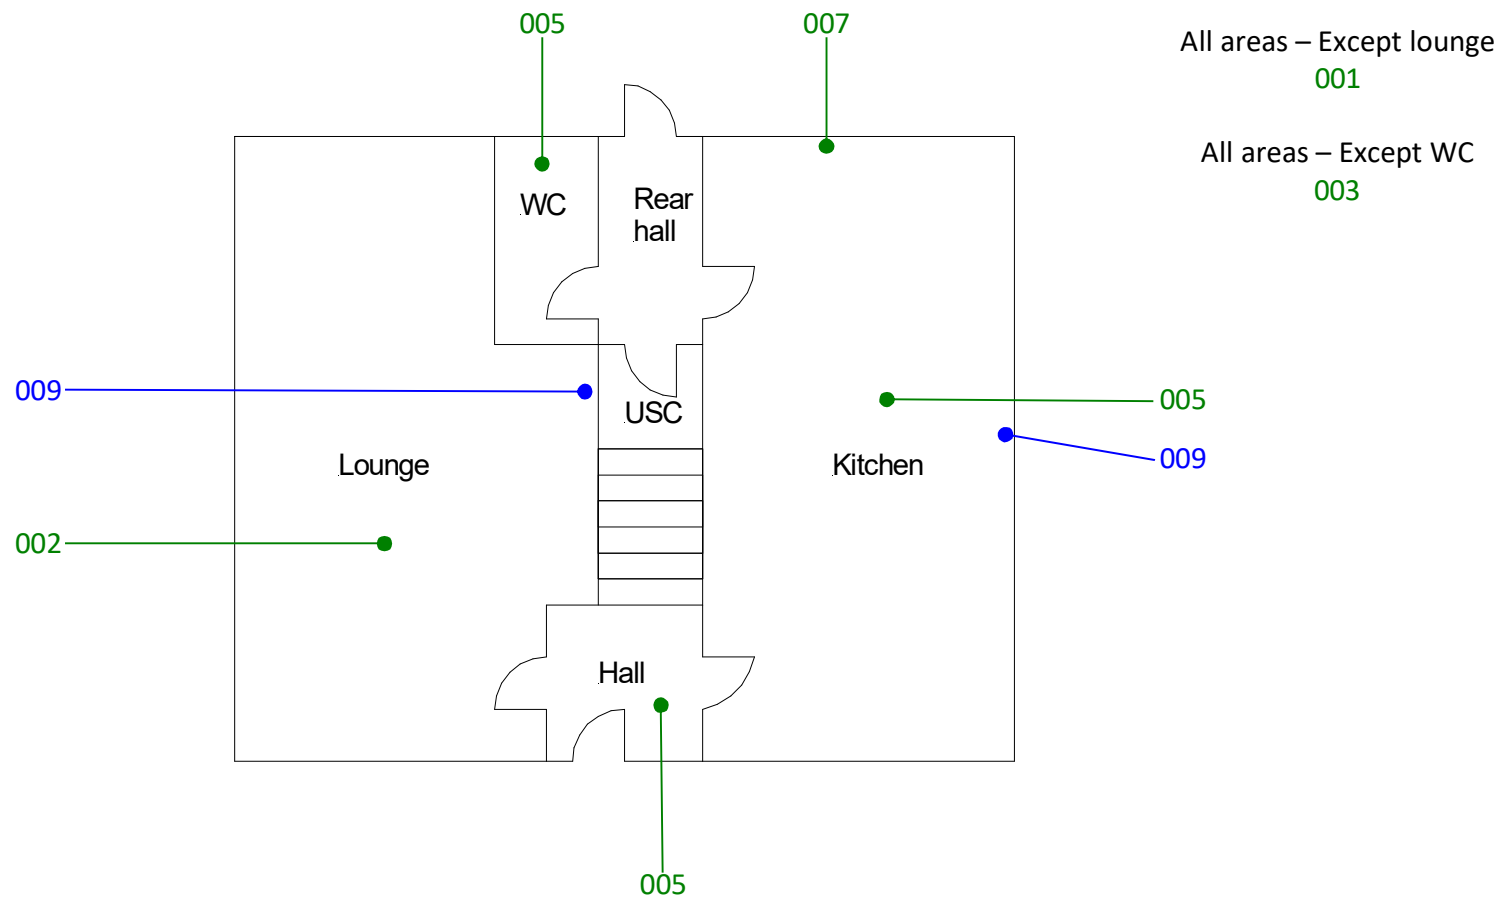 005
007
All areas – Except lounge
001
All areas – Except WC
003
WC
Rear
hall
009
USC
005
009
Lounge
Kitchen
002
Hall
005